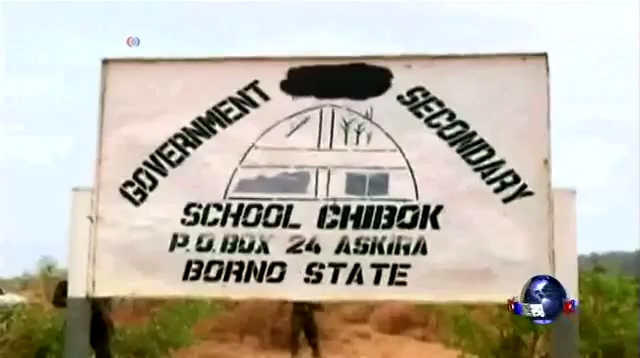 GOVERNMENT SECONDARY
SCHOOL CHIBOK
P.O.BOX 24 ASKIRA
BORNO STATE